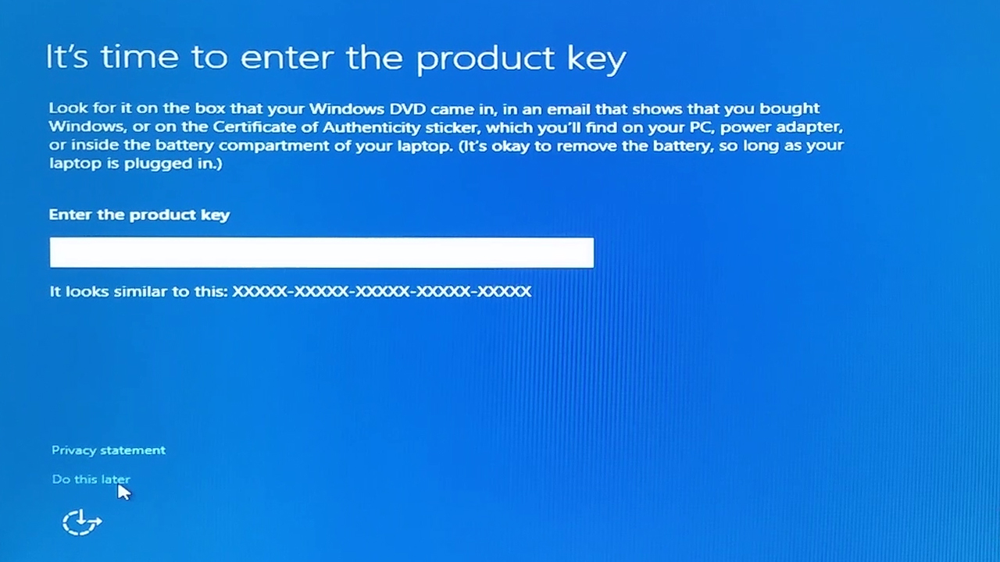 It's time to enter the product key
Look for it on the box that your Windows DVD came in, in an email that shows that you bought
Windows, or on the Certificate of Authenticity sticker, which you'll find on your PC, power adapter,
or inside the battery compartment of your laptop. (It's okay to remove the battery, so long as your
laptop is plugged in.)
Enter the product key
It looks similar to this: XXXXX-XXXXX-XXXXX-XXXXX-XXXXX
Privacy statement
Do this later